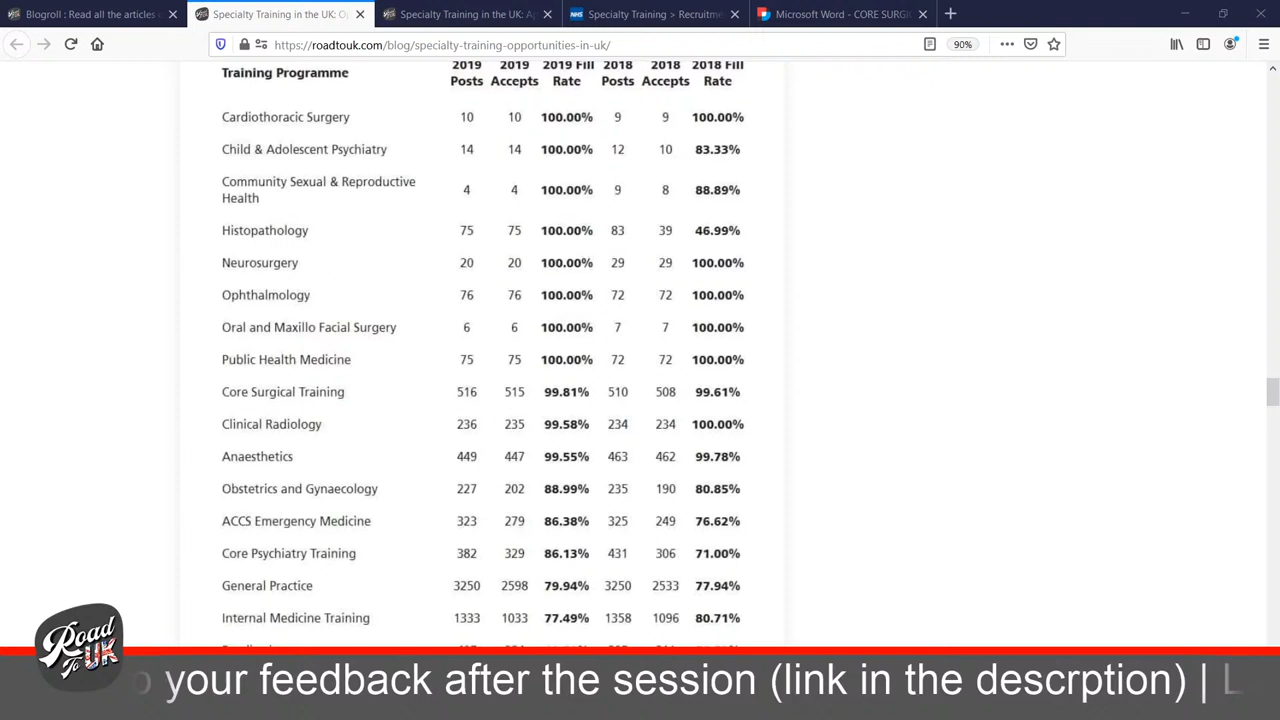 Blogroll : Read all the articles
Specialty Training in the UK: O
Specialty Training in the UK: A
NHS Specialty Training > Recruitme
Microsoft Word - CORE SURGI
https://roadtouk.com/blog/specialty-training-opportunities-in-uk/
90%
Training Programme 2019 Posts 2019 Accepts 2019 Fill Rate 2018 Posts 2018 Accepts 2018 Fill Rate
Cardiothoracic Surgery 10 10 100.00% 9 9 100.00%
Child & Adolescent Psychiatry 14 14 100.00% 12 10 83.33%
Community Sexual & Reproductive Health 4 4 100.00% 9 8 88.89%
Histopathology 75 75 100.00% 83 39 46.99%
Neurosurgery 20 20 100.00% 29 29 100.00%
Ophthalmology 76 76 100.00% 72 72 100.00%
Oral and Maxillo Facial Surgery 6 6 100.00% 7 7 100.00%
Public Health Medicine 75 75 100.00% 72 72 100.00%
Core Surgical Training 516 515 99.81% 510 508 99.61%
Clinical Radiology 236 235 99.58% 234 234 100.00%
Anaesthetics 449 447 99.55% 463 462 99.78%
Obstetrics and Gynaecology 227 202 88.99% 235 190 80.85%
ACCS Emergency Medicine 323 279 86.38% 325 249 76.62%
Core Psychiatry Training 382 329 86.13% 431 306 71.00%
General Practice 3250 2598 79.94% 3250 2533 77.94%
Internal Medicine Training 1333 1033 77.49% 1358 1096 80.71%
Road To UK
your feedback after the session (link in the descrption) | L